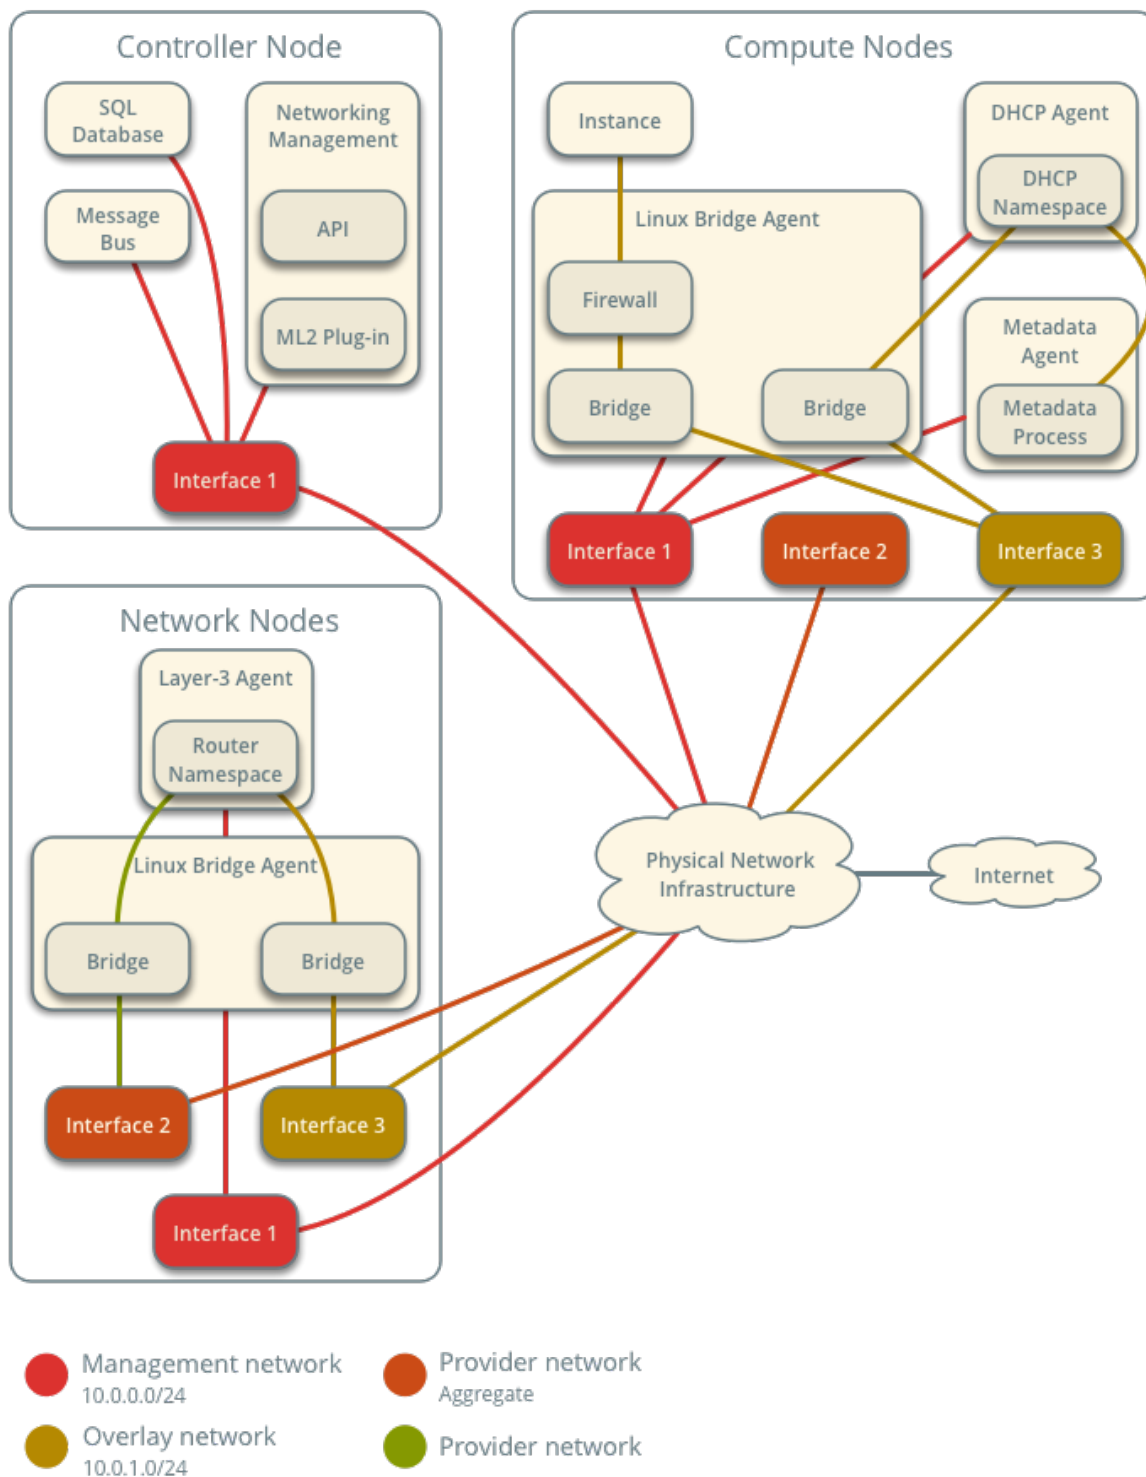 Controller Node
SQL
Database
Networking
Management
Message
Bus
API
ML2 Plug-in
Interface 1
Compute Nodes
Instance
DHCP Agent
DHCP
Namespace
Linux Bridge Agent
Firewall
Metadata
Agent
Bridge
Bridge
Metadata
Process
Interface 1
Interface 2
Interface 3
Network Nodes
Layer-3 Agent
Router
Namespace
Linux Bridge Agent
Bridge
Bridge
Interface 2
Interface 3
Interface 1
Physical Network
Infrastructure
Internet
Management network
10.0.0.0/24
Provider network
Aggregate
Overlay network
10.0.1.0/24
Provider network